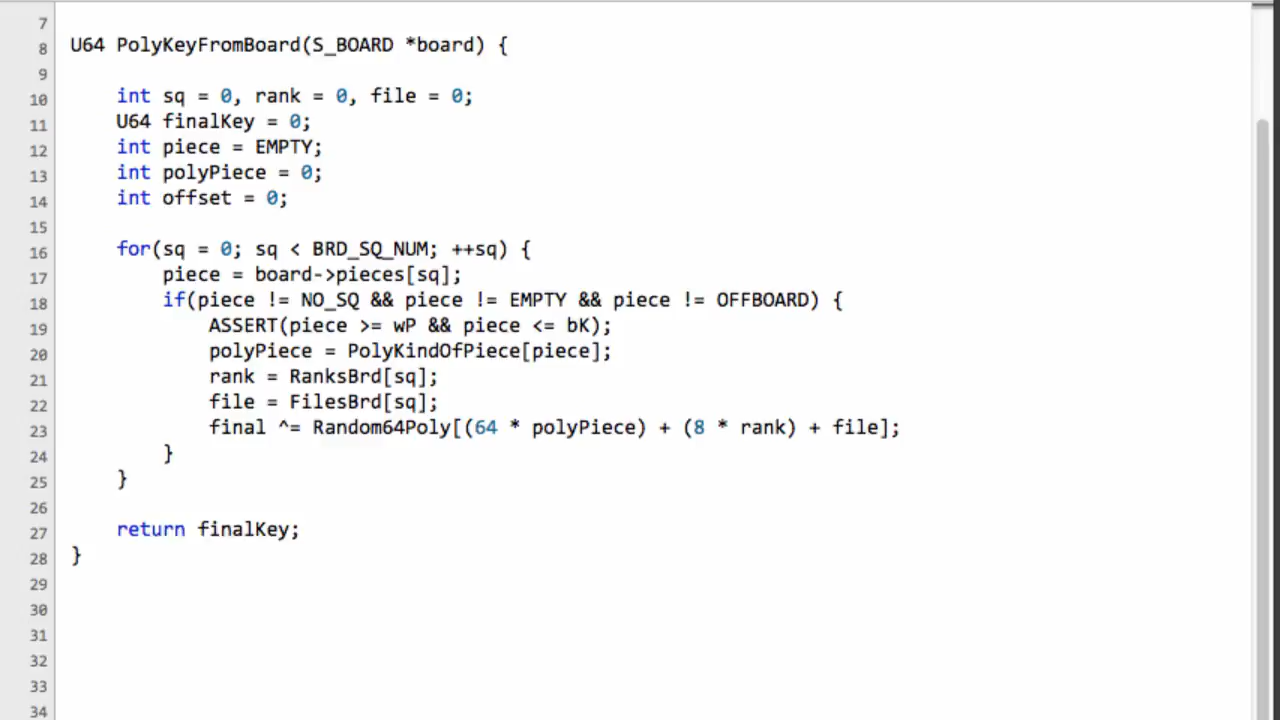 7
8 U64 PolyKeyFromBoard(S_BOARD *board) {
9
10 int sq = 0, rank = 0, file = 0;
11 U64 finalKey = 0;
12 int piece = EMPTY;
13 int polyPiece = 0;
14 int offset = 0;
15
16 for(sq = 0; sq < BRD_SQ_NUM; ++sq) {
17 piece = board->pieces[sq];
18 if(piece != NO_SQ && piece != EMPTY && piece != OFFBOARD) {
19 ASSERT(piece >= wP && piece <= bK);
20 polyPiece = PolyKindOfPiece[piece];
21 rank = RanksBrd[sq];
22 file = FilesBrd[sq];
23 final ^= Random64Poly[(64 * polyPiece) + (8 * rank) + file];
24 }
25 }
26
27 return finalKey;
28 }
29
30
31
32
33
34